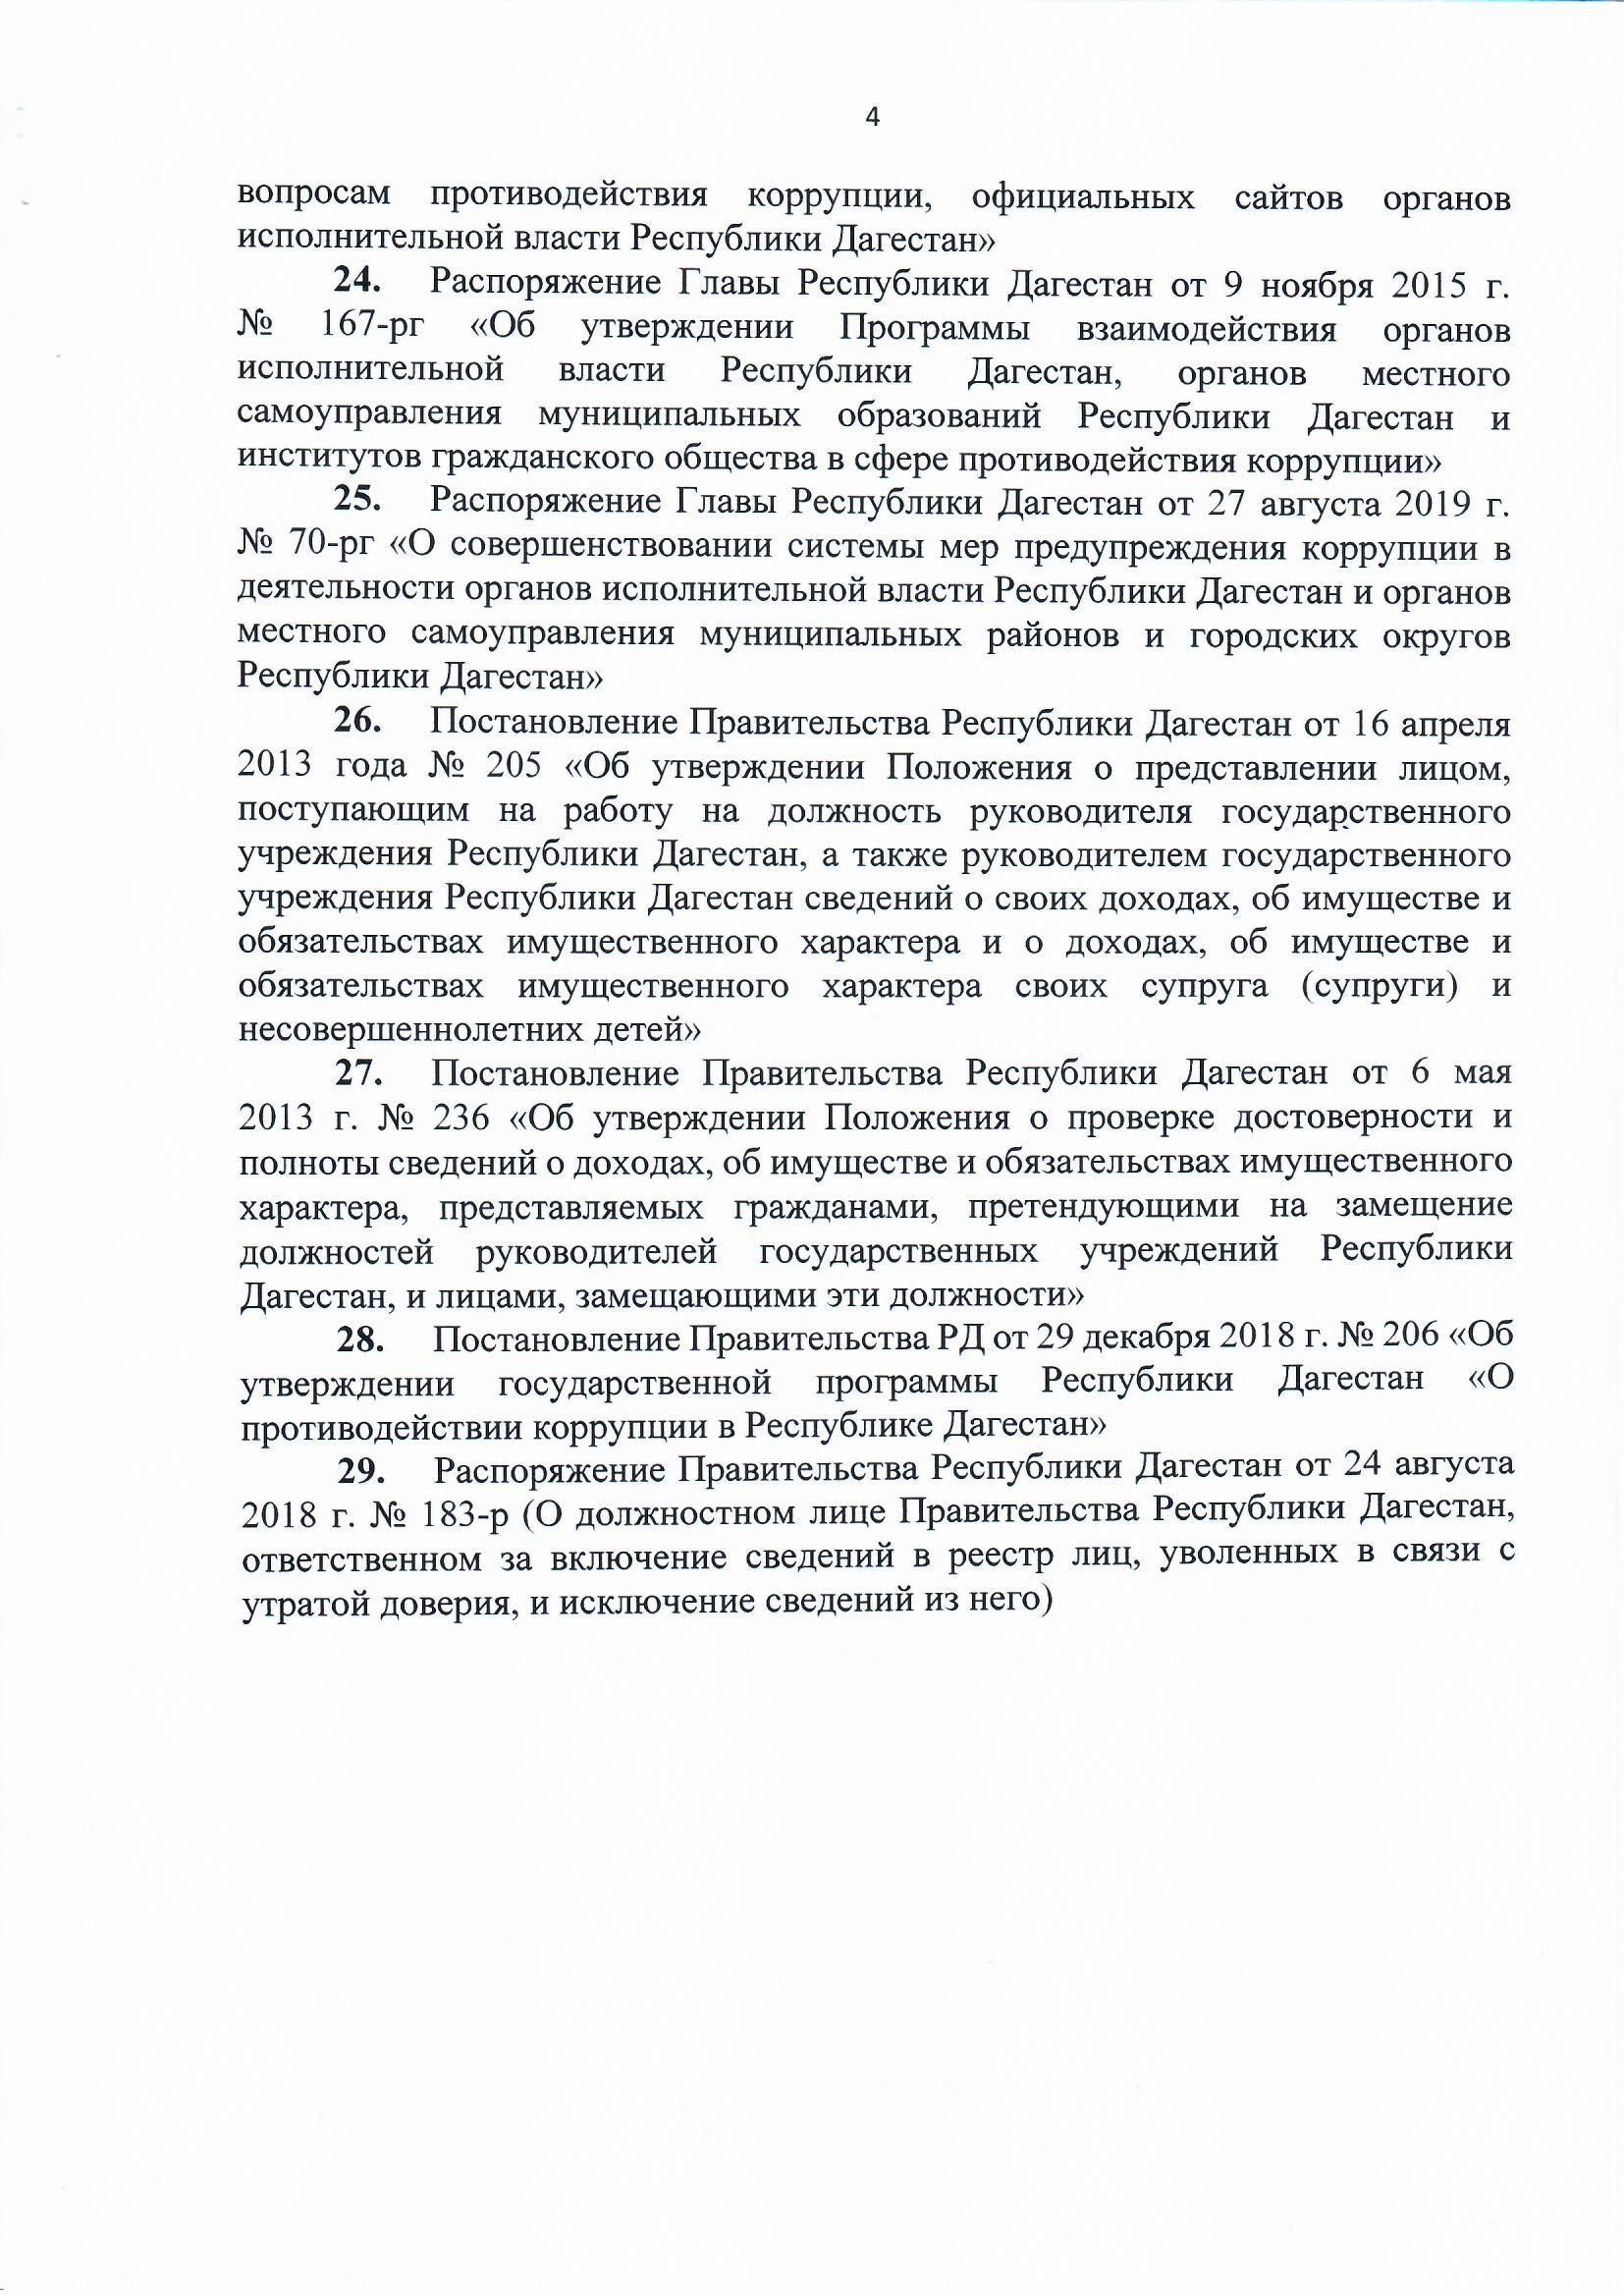 4
вопросам противодействия коррупции, официальных сайтов органов
исполнительной власти Республики Дагестан»
24. Распоряжение Главы Республики Дагестан от 9 ноября 2015 г.
№ 167-рг «Об утверждении Программы взаимодействия органов
исполнительной власти Республики Дагестан, органов местного
самоуправления муниципальных образований Республики Дагестан и
институтов гражданского общества в сфере противодействия коррупции»
25. Распоряжение Главы Республики Дагестан от 27 августа 2019 г.
№ 70-рг «О совершенствовании системы мер предупреждения коррупции в
деятельности органов исполнительной власти Республики Дагестан и органов
местного самоуправления муниципальных районов и городских округов
Республики Дагестан»
26. Постановление Правительства Республики Дагестан от 16 апреля
2013 года № 205 «Об утверждении Положения о представлении лицом,
поступающим на работу на должность руководителя государственного
учреждения Республики Дагестан, а также руководителем государственного
учреждения Республики Дагестан сведений о своих доходах, об имуществе и
обязательствах имущественного характера и о доходах, об имуществе и
обязательствах имущественного характера своих супруга (супруги) и
несовершеннолетних детей»
27. Постановление Правительства Республики Дагестан от 6 мая
2013 г. № 236 «Об утверждении Положения о проверке достоверности и
полноты сведений о доходах, об имуществе и обязательствах имущественного
характера, представляемых гражданами, претендующими на замещение
должностей руководителей государственных учреждений Республики
Дагестан, и лицами, замещающими эти должности»
28. Постановление Правительства РД от 29 декабря 2018 г. № 206 «Об
утверждении государственной программы Республики Дагестан «О
противодействии коррупции в Республике Дагестан»
29. Распоряжение Правительства Республики Дагестан от 24 августа
2018 г. № 183-р (О должностном лице Правительства Республики Дагестан,
ответственном за включение сведений в реестр лиц, уволенных в связи с
утратой доверия, и исключение сведений из него)